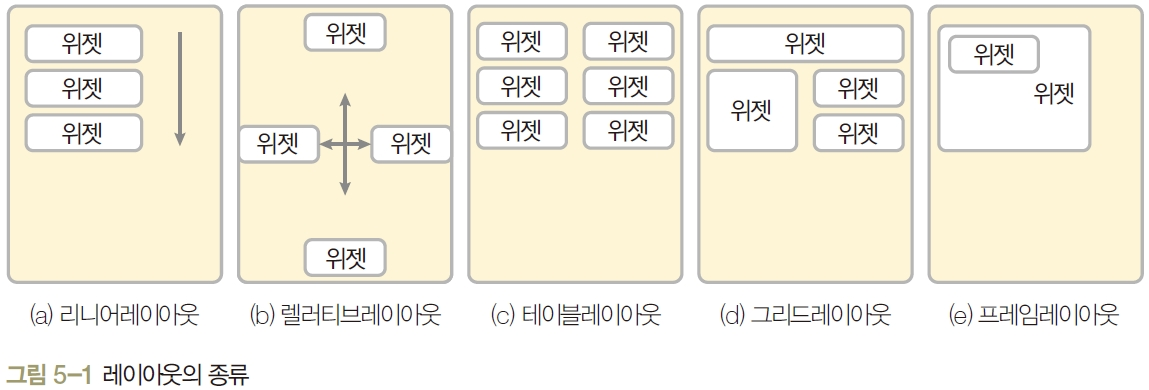 위젯
위젯
위젯
위젯
위젯 위젯
위젯
위젯 위젯
위젯 위젯
위젯 위젯
위젯
위젯
위젯
위젯
위젯
위젯
(a) 리니어레이아웃
(b) 렐러티브레이아웃
(c) 테이블레이아웃
(d) 그리드레이아웃
(e) 프레임레이아웃
그림 5-1 레이아웃의 종류